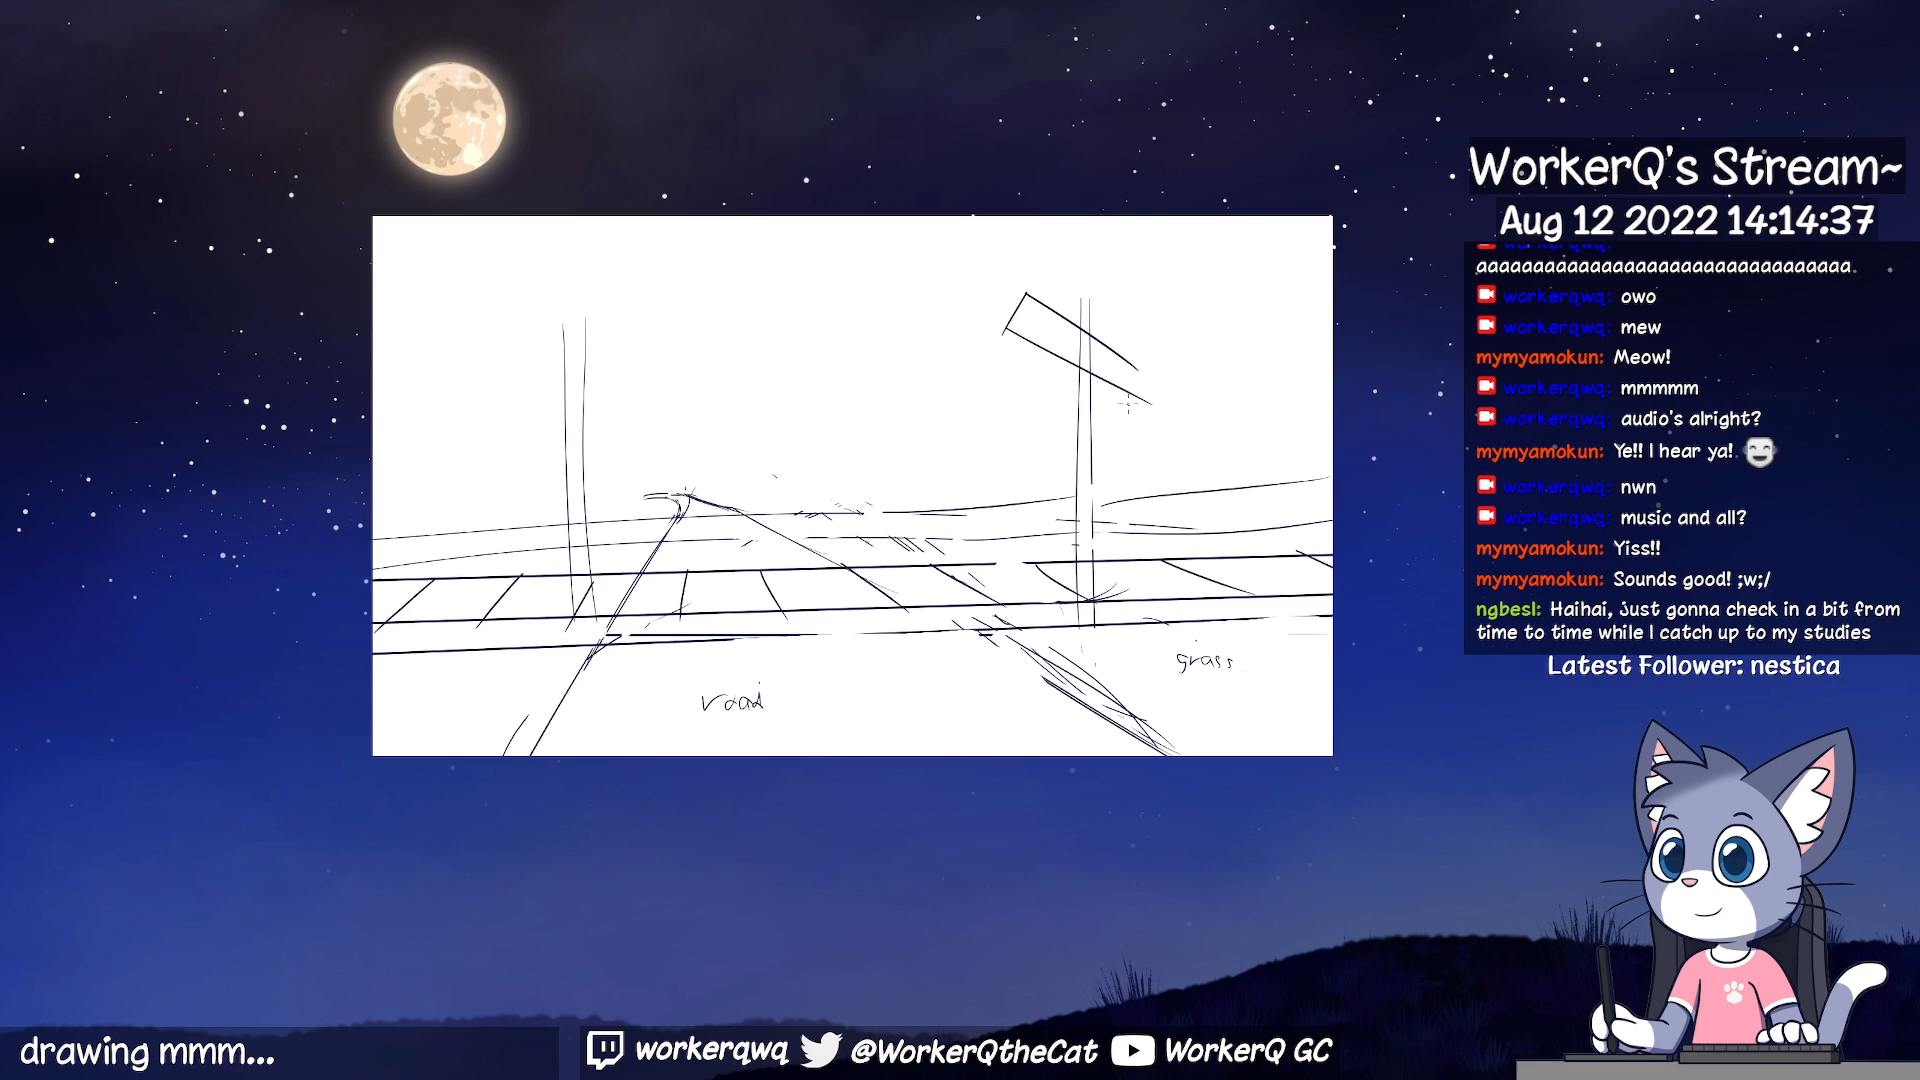 WorkerQ's Stream~
Aug 12 2022 14:14:37
aaaaaaaaaaaaaaaaaaaaaaaaaaaaaaaaa
workerqwq: owo
workerqwq: mew
mymyamokun: Meow!
workerqwq: mmmmm
workerqwq: audio's alright?
mymyamokun: Ye!! I hear ya!
workerqwq: nwn
workerqwq: music and all?
mymyamokun: Yiss!!
mymyamokun: Sounds good! ;w;/
ngbesl: Haihai, just gonna check in a bit from
time to time while I catch up to my studies
Latest Follower: nestica
grass
road
drawing mmm...
workerqwq @WorkerQtheCat WorkerQ GC